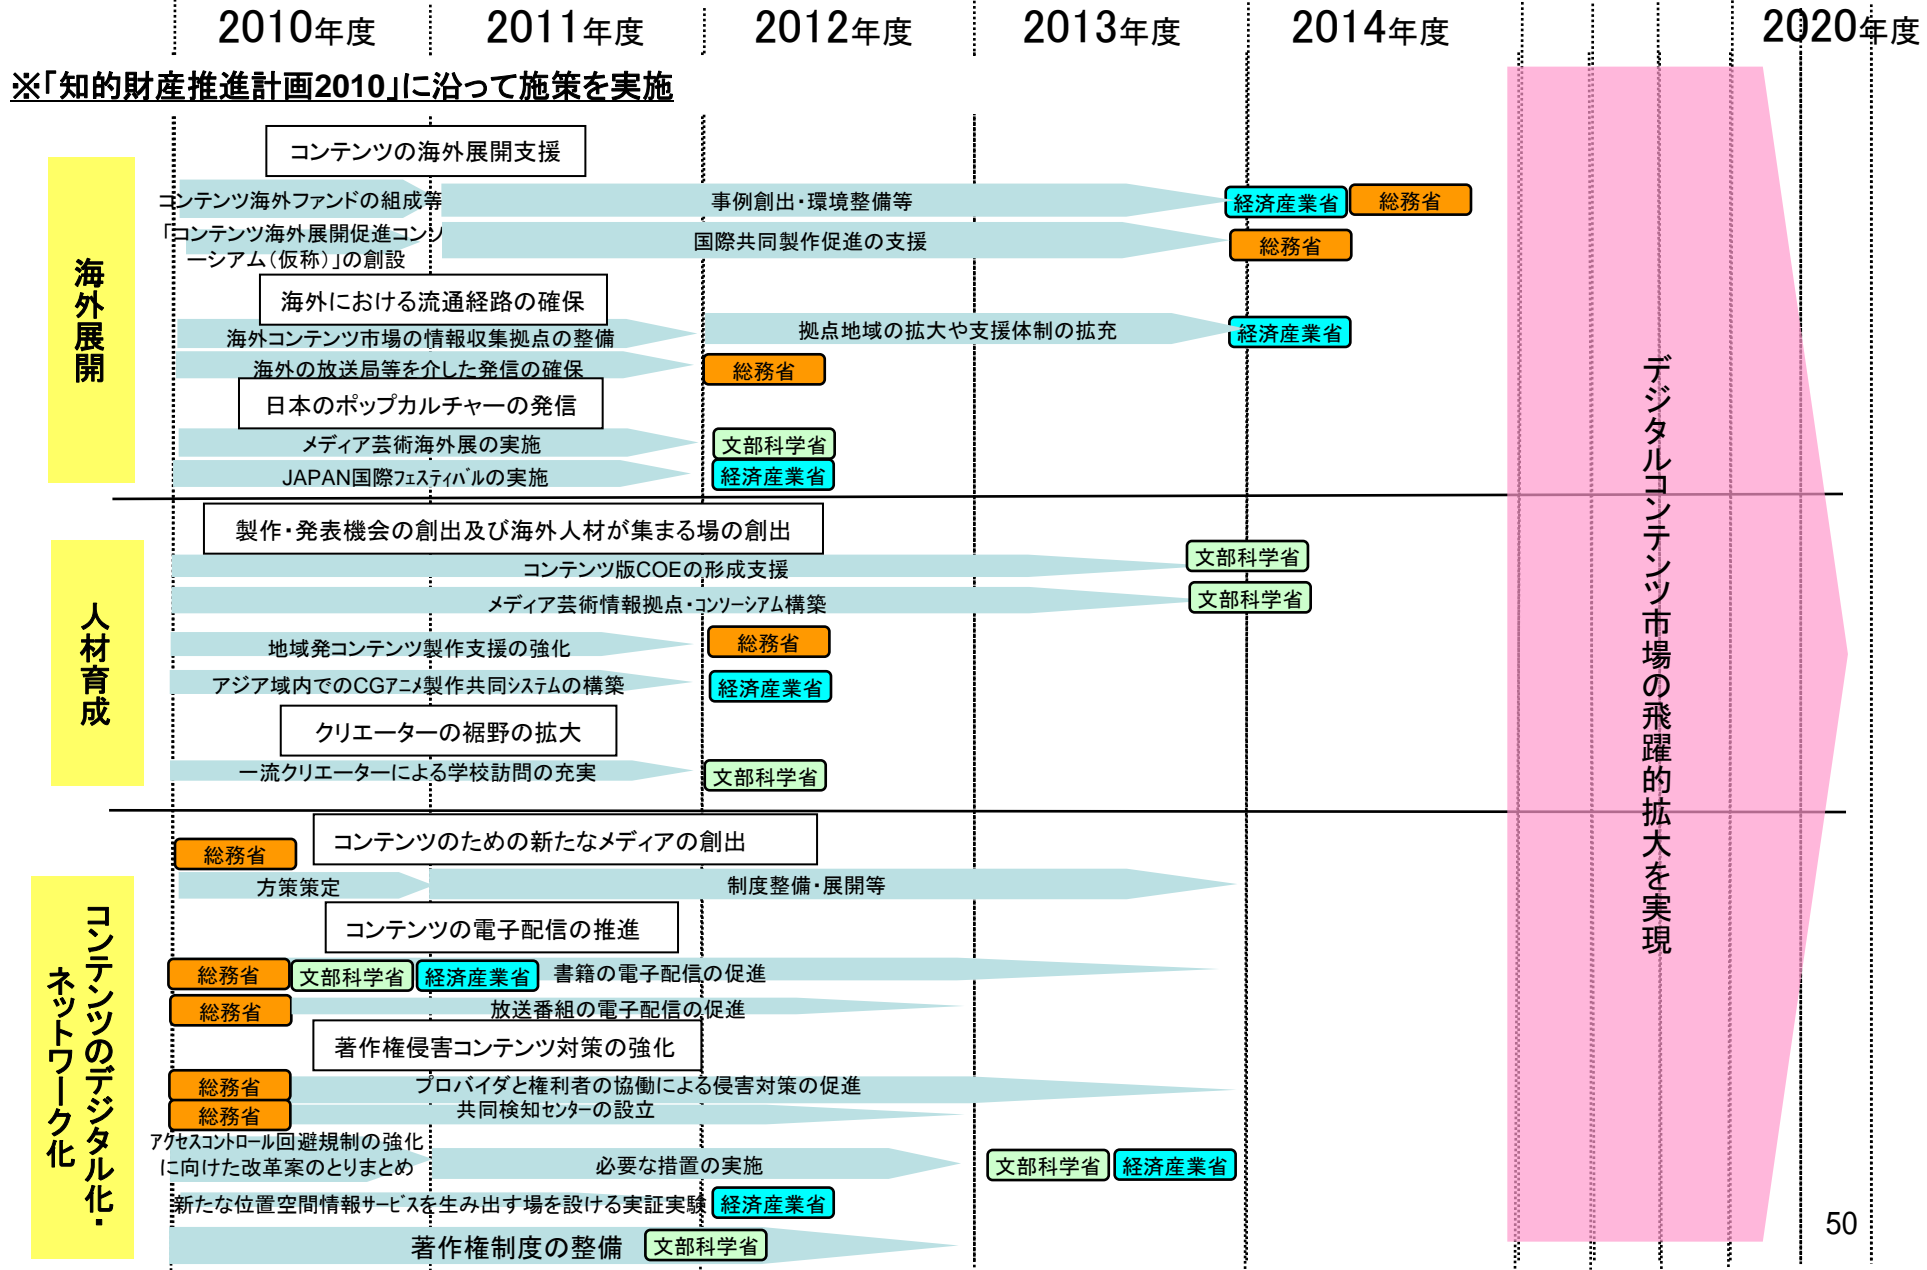 2010年度 2011年度 2012年度 2013年度 2014年度 2020年度
※「知的財産推進計画2010」に沿って施策を実施
海外展開
コンテンツの海外展開支援
コンテンツ海外ファンドの組成等 事例創出・環境整備等 経済産業省 総務省
「コンテンツ海外展開促進コンソ
ーシアム（仮称）」の創設
国際共同製作促進の支援 総務省
海外における流通経路の確保
海外コンテンツ市場の情報収集拠点の整備 拠点地域の拡大や支援体制の拡充 経済産業省
海外の放送局等を介した発信の確保 総務省
日本のポップカルチャーの発信
メディア芸術海外展の実施 文部科学省
JAPAN国際フェスティバルの実施 経済産業省
人材育成
製作・発表機会の創出及び海外人材が集まる場の創出
コンテンツ版COEの形成支援 文部科学省
メディア芸術情報拠点・コンソーシアム構築 文部科学省
地域発コンテンツ製作支援の強化 総務省
アジア域内でのCGアニメ製作共同システムの構築 経済産業省
クリエーターの裾野の拡大
一流クリエーターによる学校訪問の充実 文部科学省
コンテンツのデジタル化・
ネットワーク化
コンテンツのための新たなメディアの創出
総務省
方策策定 制度整備・展開等
コンテンツの電子配信の推進
総務省 文部科学省 経済産業省 書籍の電子配信の促進
総務省 放送番組の電子配信の促進
著作権侵害コンテンツ対策の強化
総務省 プロバイダと権利者の協働による侵害対策の促進
総務省 共同検知センターの設立
アクセスコントロール回避規制の強化
に向けた改革案のとりまとめ
必要な措置の実施 文部科学省 経済産業省
新たな位置空間情報サービスを生み出す場を設ける実証実験 経済産業省
著作権制度の整備 文部科学省
デジタルコンテンツ市場の飛躍的拡大を実現
50